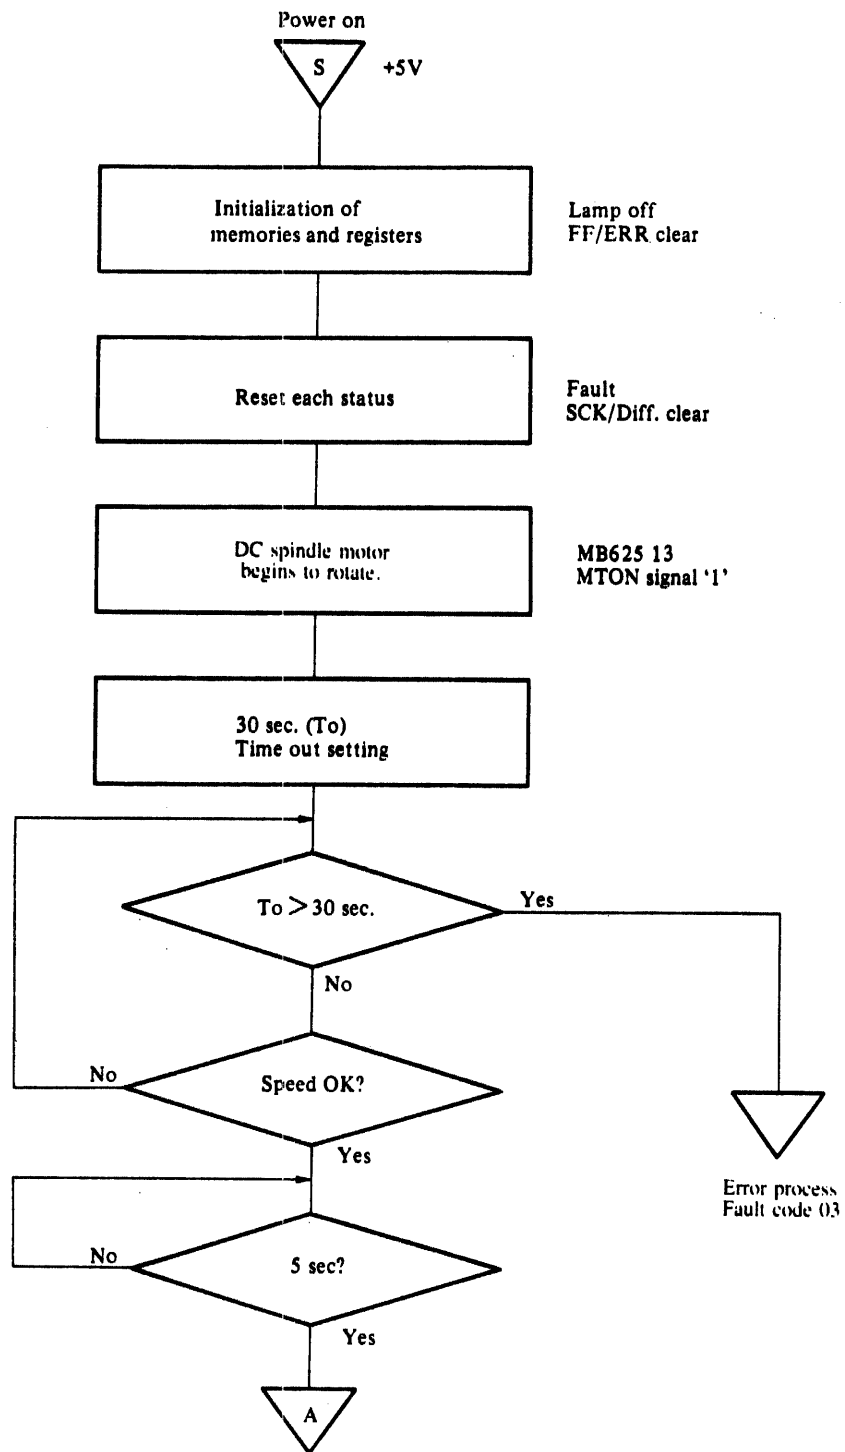 Power on
S
+5V
Initialization of
memories and registers
Lamp off
FF/ERR clear
Reset each status
Fault
SCK/Diff. clear
DC spindle motor
begins to rotate.
MB625 13
MTON signal ‘1’
30 sec. (To)
Time out setting
To > 30 sec.
Yes
No
Speed OK?
No
Yes
Error process
Fault code 03
5 sec?
No
Yes
A